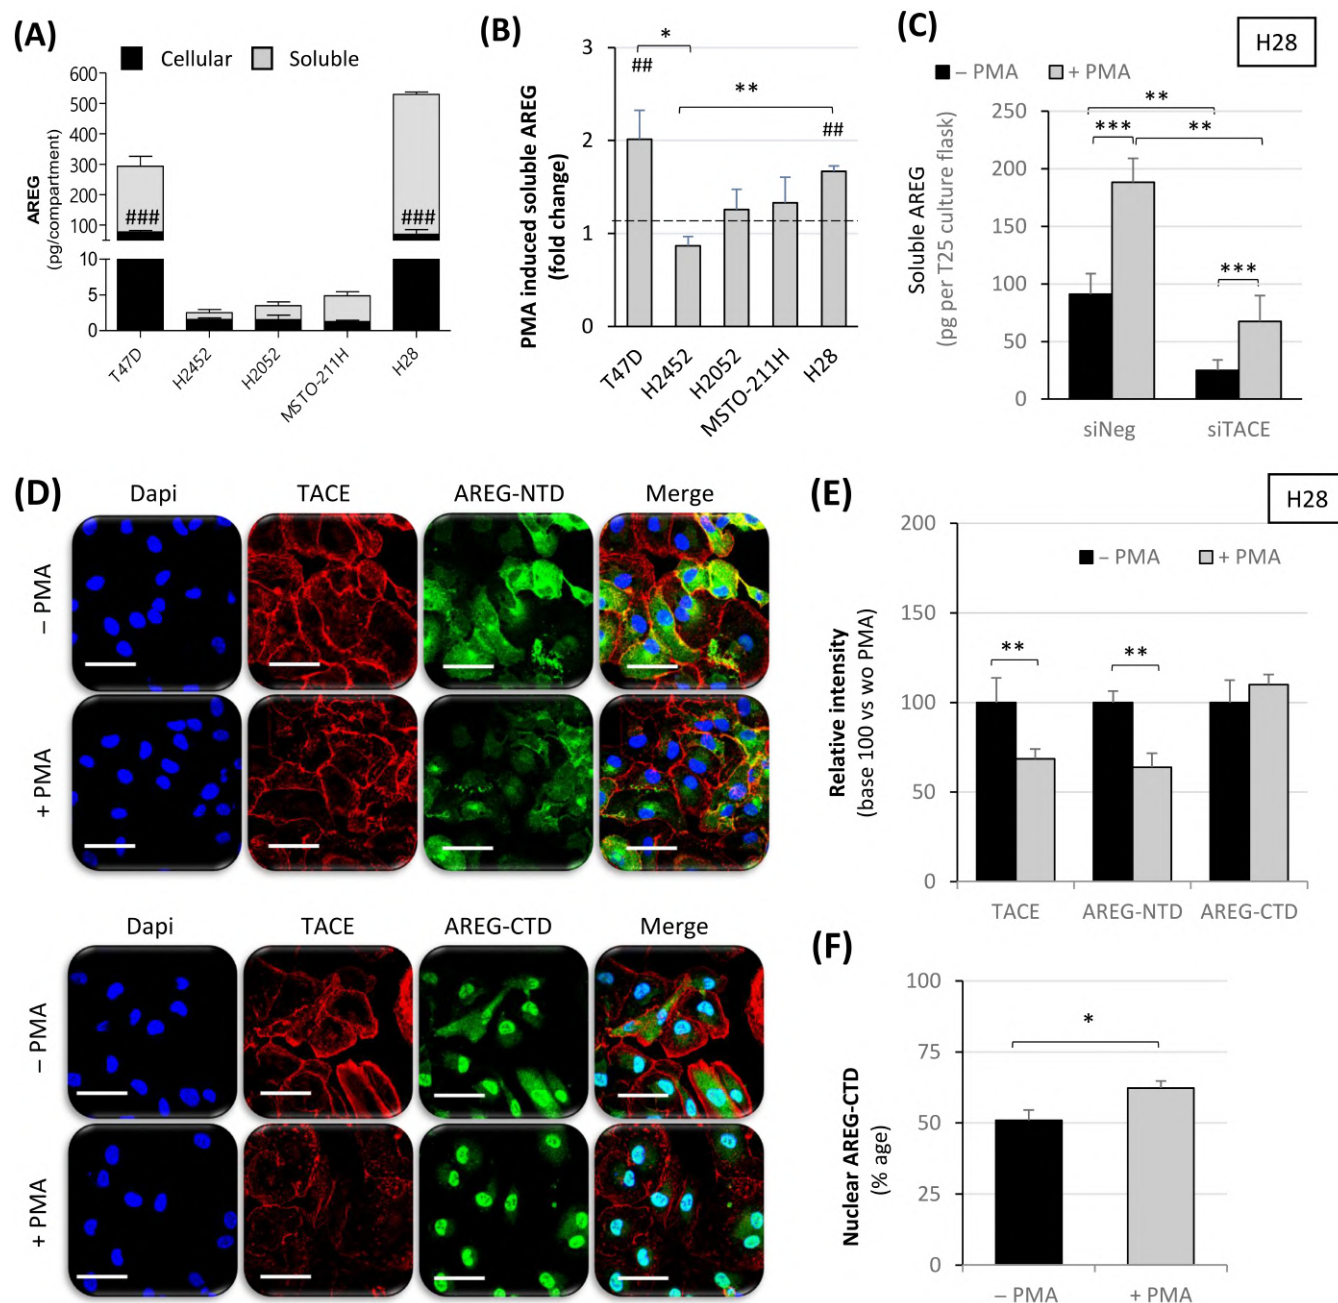 (A)
Cellular
Soluble
AREG
(pg/compartment)
600
500
400
300
200
100
10
5
0
###
###
T47D
H2452
H2052
MSTO-211H
H28
(B)
PMA induced soluble AREG
(fold change)
3
2
1
0
*
##
**
##
T47D
H2452
H2052
MSTO-211H
H28
(C)
H28
– PMA
+ PMA
Soluble AREG
(pg per T25 culture flask)
250
200
150
100
50
0
**
***
**
***
siNeg
siTACE
(D)
Dapi
TACE
AREG-NTD
Merge
– PMA
+ PMA
Dapi
TACE
AREG-CTD
Merge
– PMA
+ PMA
(E)
H28
– PMA
+ PMA
Relative intensity
(base 100 vs wo PMA)
200
150
100
50
0
**
**
TACE
AREG-NTD
AREG-CTD
(F)
Nuclear AREG-CTD
(% age)
100
75
50
25
0
*
– PMA
+ PMA